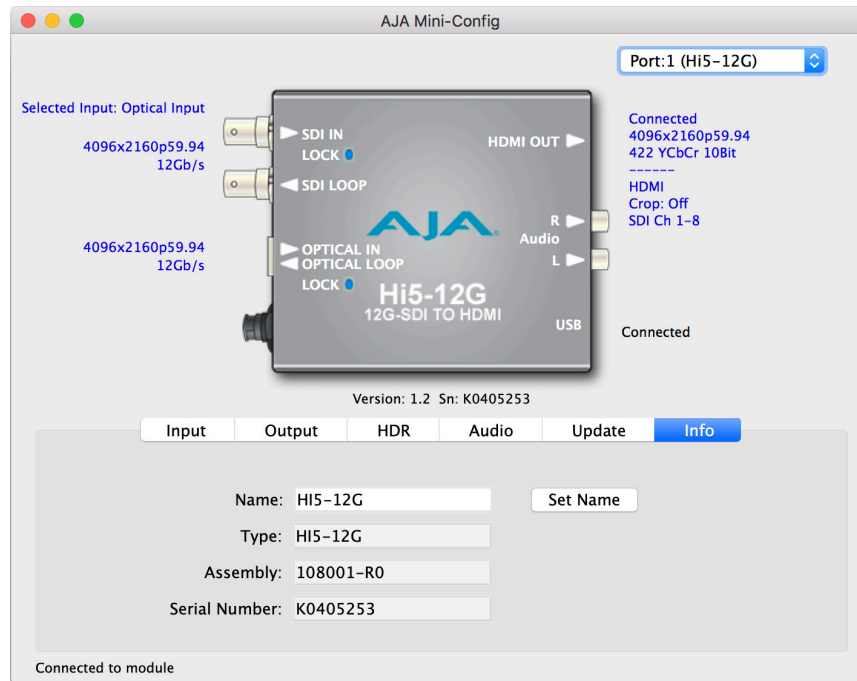 AJA Mini-Config
Port:1 (Hi5-12G)
Selected Input: Optical Input
4096x2160p59.94
12Gb/s
4096x2160p59.94
12Gb/s
SDI IN
LOCK
SDI LOOP
OPTICAL IN
OPTICAL LOOP
LOCK
AJA
Hi5-12G
12G-SDI TO HDMI
HDMI OUT
R
Audio
L
USB
Connected
4096x2160p59.94
422 YCbCr 10Bit
------
HDMI
Crop: Off
SDI Ch 1-8
Connected
Version: 1.2 Sn: K0405253
Input Output HDR Audio Update Info
Name: HI5-12G Set Name
Type: HI5-12G
Assembly: 108001-R0
Serial Number: K0405253
Connected to module